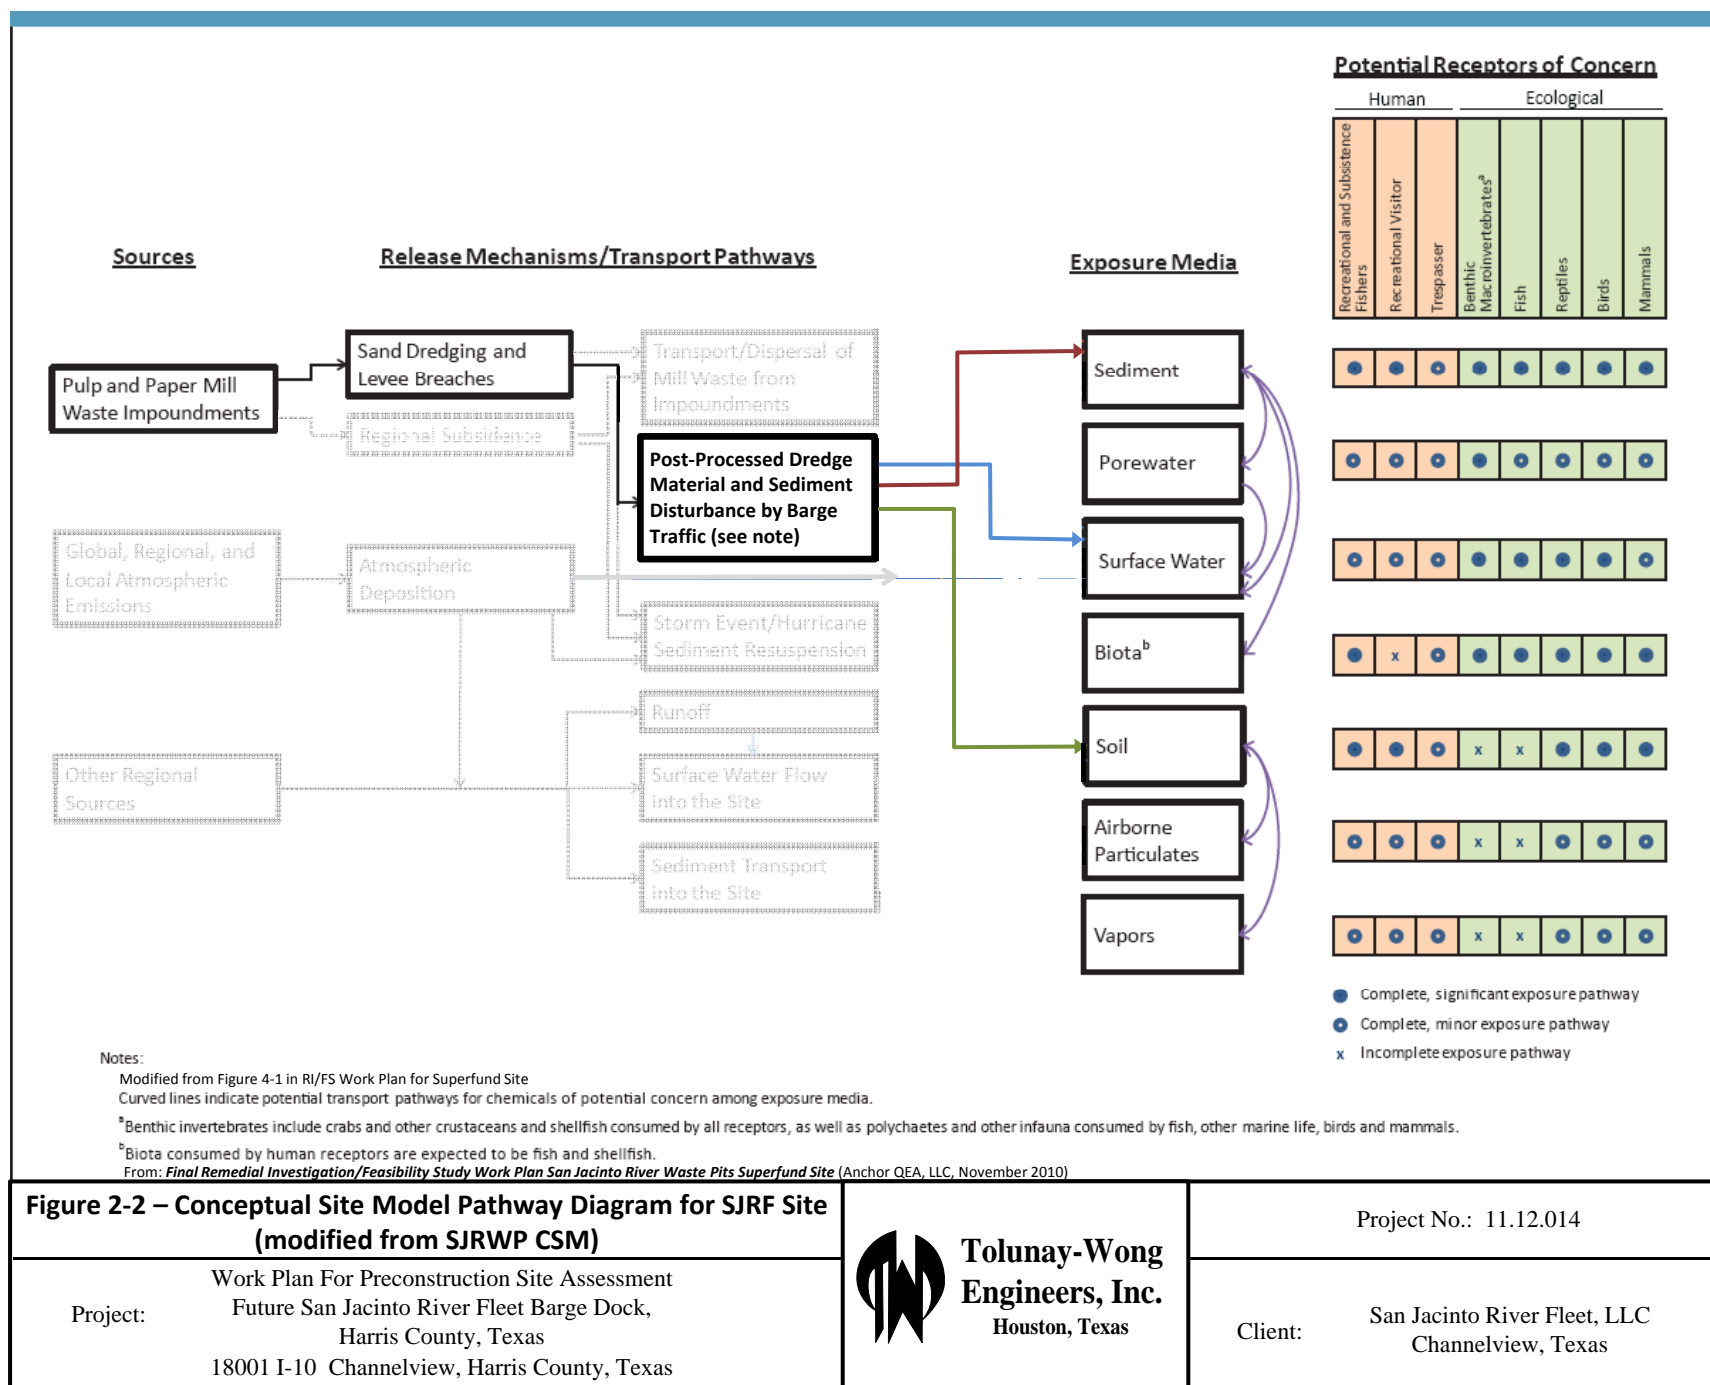 Potential Receptors of Concern
Human
Ecological
Recreational and Subsistence
Fishers
Recreational Visitor
Trespasser
Benthic
Macroinvertebrates^a
Fish
Reptiles
Birds
Mammals
Sources
Release Mechanisms/Transport Pathways
Exposure Media
Pulp and Paper Mill
Waste Impoundments
Sand Dredging and
Levee Breaches
Transport/Dispersal of
Mill Waste from
Impoundments
Regional Subsidence
Post-Processed Dredge
Material and Sediment
Disturbance by Barge
Traffic (see note)
Global, Regional, and
Local Atmospheric
Emissions
Atmospheric
Deposition
Storm Event/Hurricane
Sediment Resuspension
Runoff
Other Regional
Sources
Surface Water Flow
into the Site
Sediment Transport
into the Site
Sediment
Porewater
Surface Water
Biota^b
x
Soil
x x
Airborne
Particulates
x x
Vapors
x x
Complete, significant exposure pathway
Complete, minor exposure pathway
x Incomplete exposure pathway
Notes:
Modified from Figure 4-1 in RI/FS Work Plan for Superfund Site
Curved lines indicate potential transport pathways for chemicals of potential concern among exposure media.
^a Benthic invertebrates include crabs and other crustaceans and shellfish consumed by all receptors, as well as polychaetes and other infauna consumed by fish, other marine life, birds and mammals.
^b Biota consumed by human receptors are expected to be fish and shellfish.
From: Final Remedial Investigation/Feasibility Study Work Plan San Jacinto River Waste Pits Superfund Site (Anchor QEA, LLC, November 2010)
Figure 2-2 – Conceptual Site Model Pathway Diagram for SJRF Site
(modified from SJRWP CSM)
Project:
Work Plan For Preconstruction Site Assessment
Future San Jacinto River Fleet Barge Dock,
Harris County, Texas
18001 I-10 Channelview, Harris County, Texas
Tolunay-Wong
Engineers, Inc.
Houston, Texas
Project No.: 11.12.014
Client:
San Jacinto River Fleet, LLC
Channelview, Texas